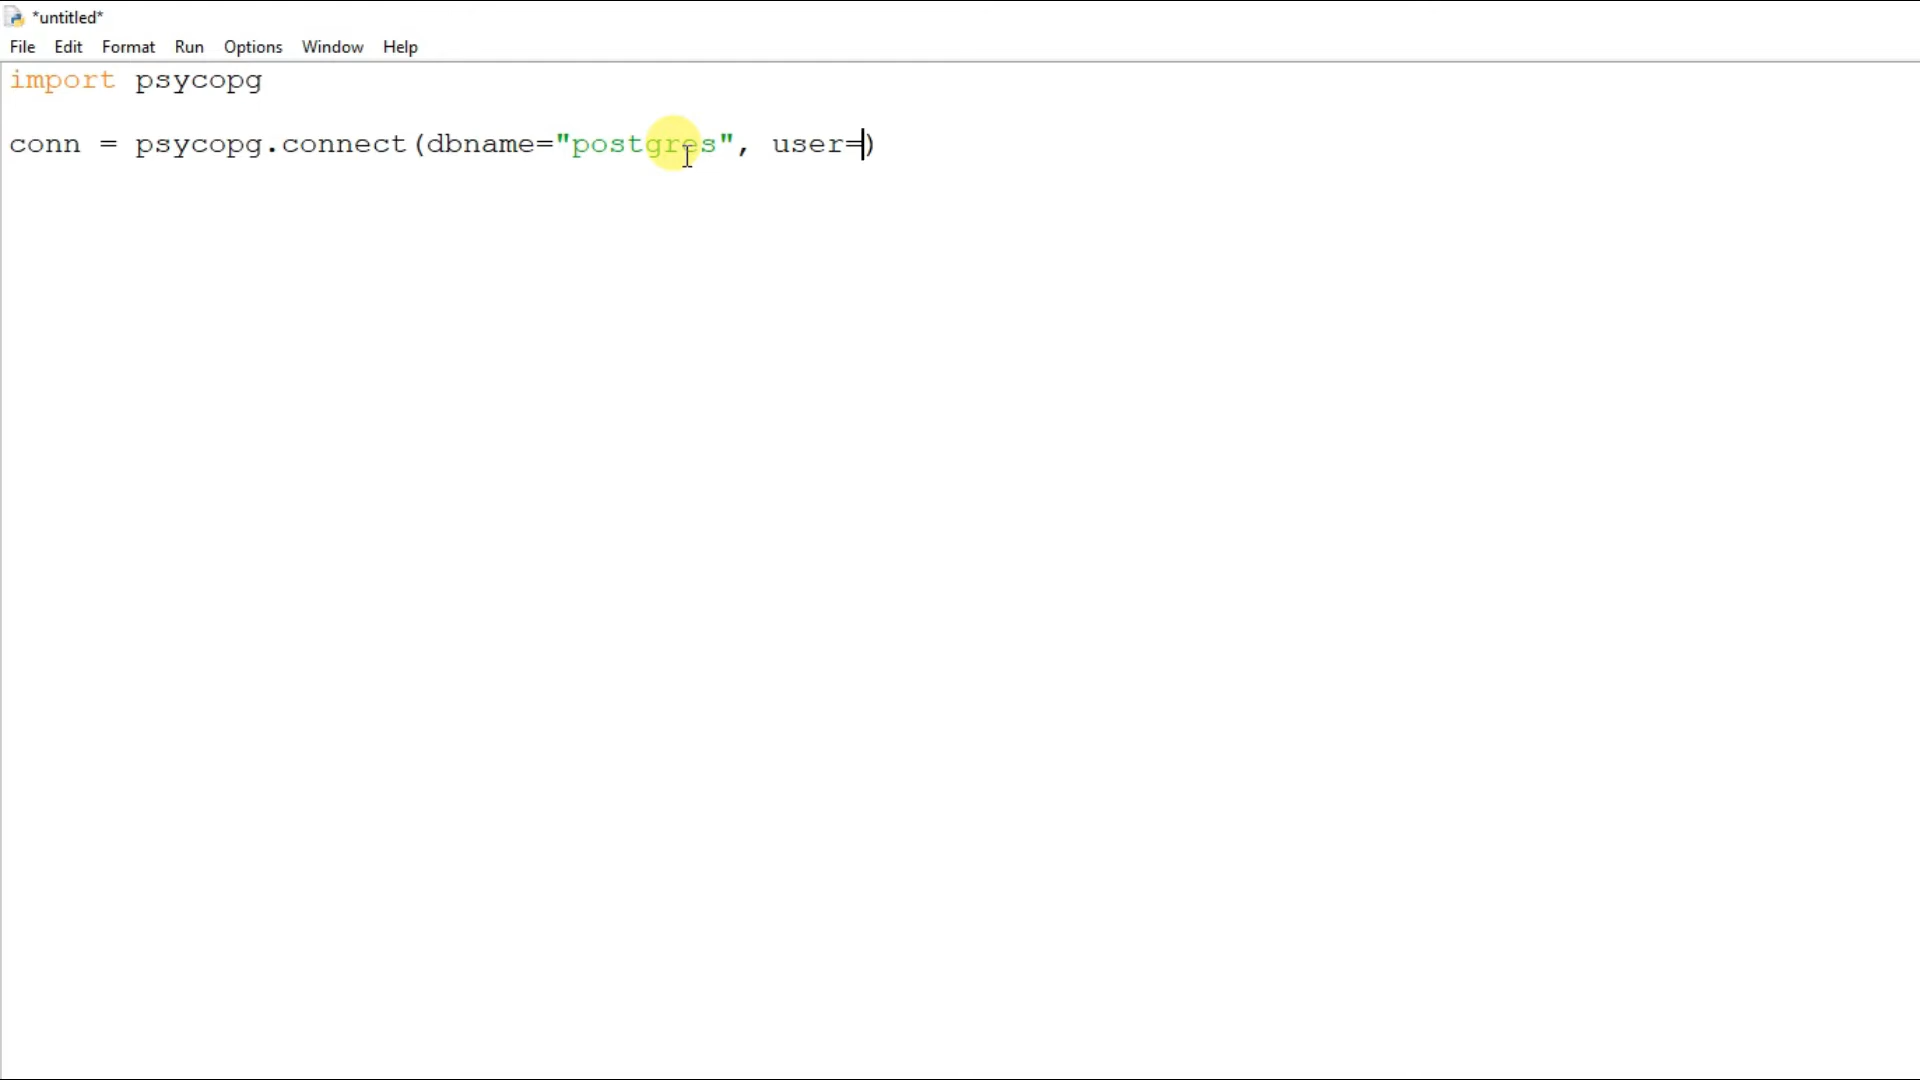 *untitled*
File Edit Format Run Options Window Help
import psycopg
conn = psycopg.connect(dbname="postgres", user=)